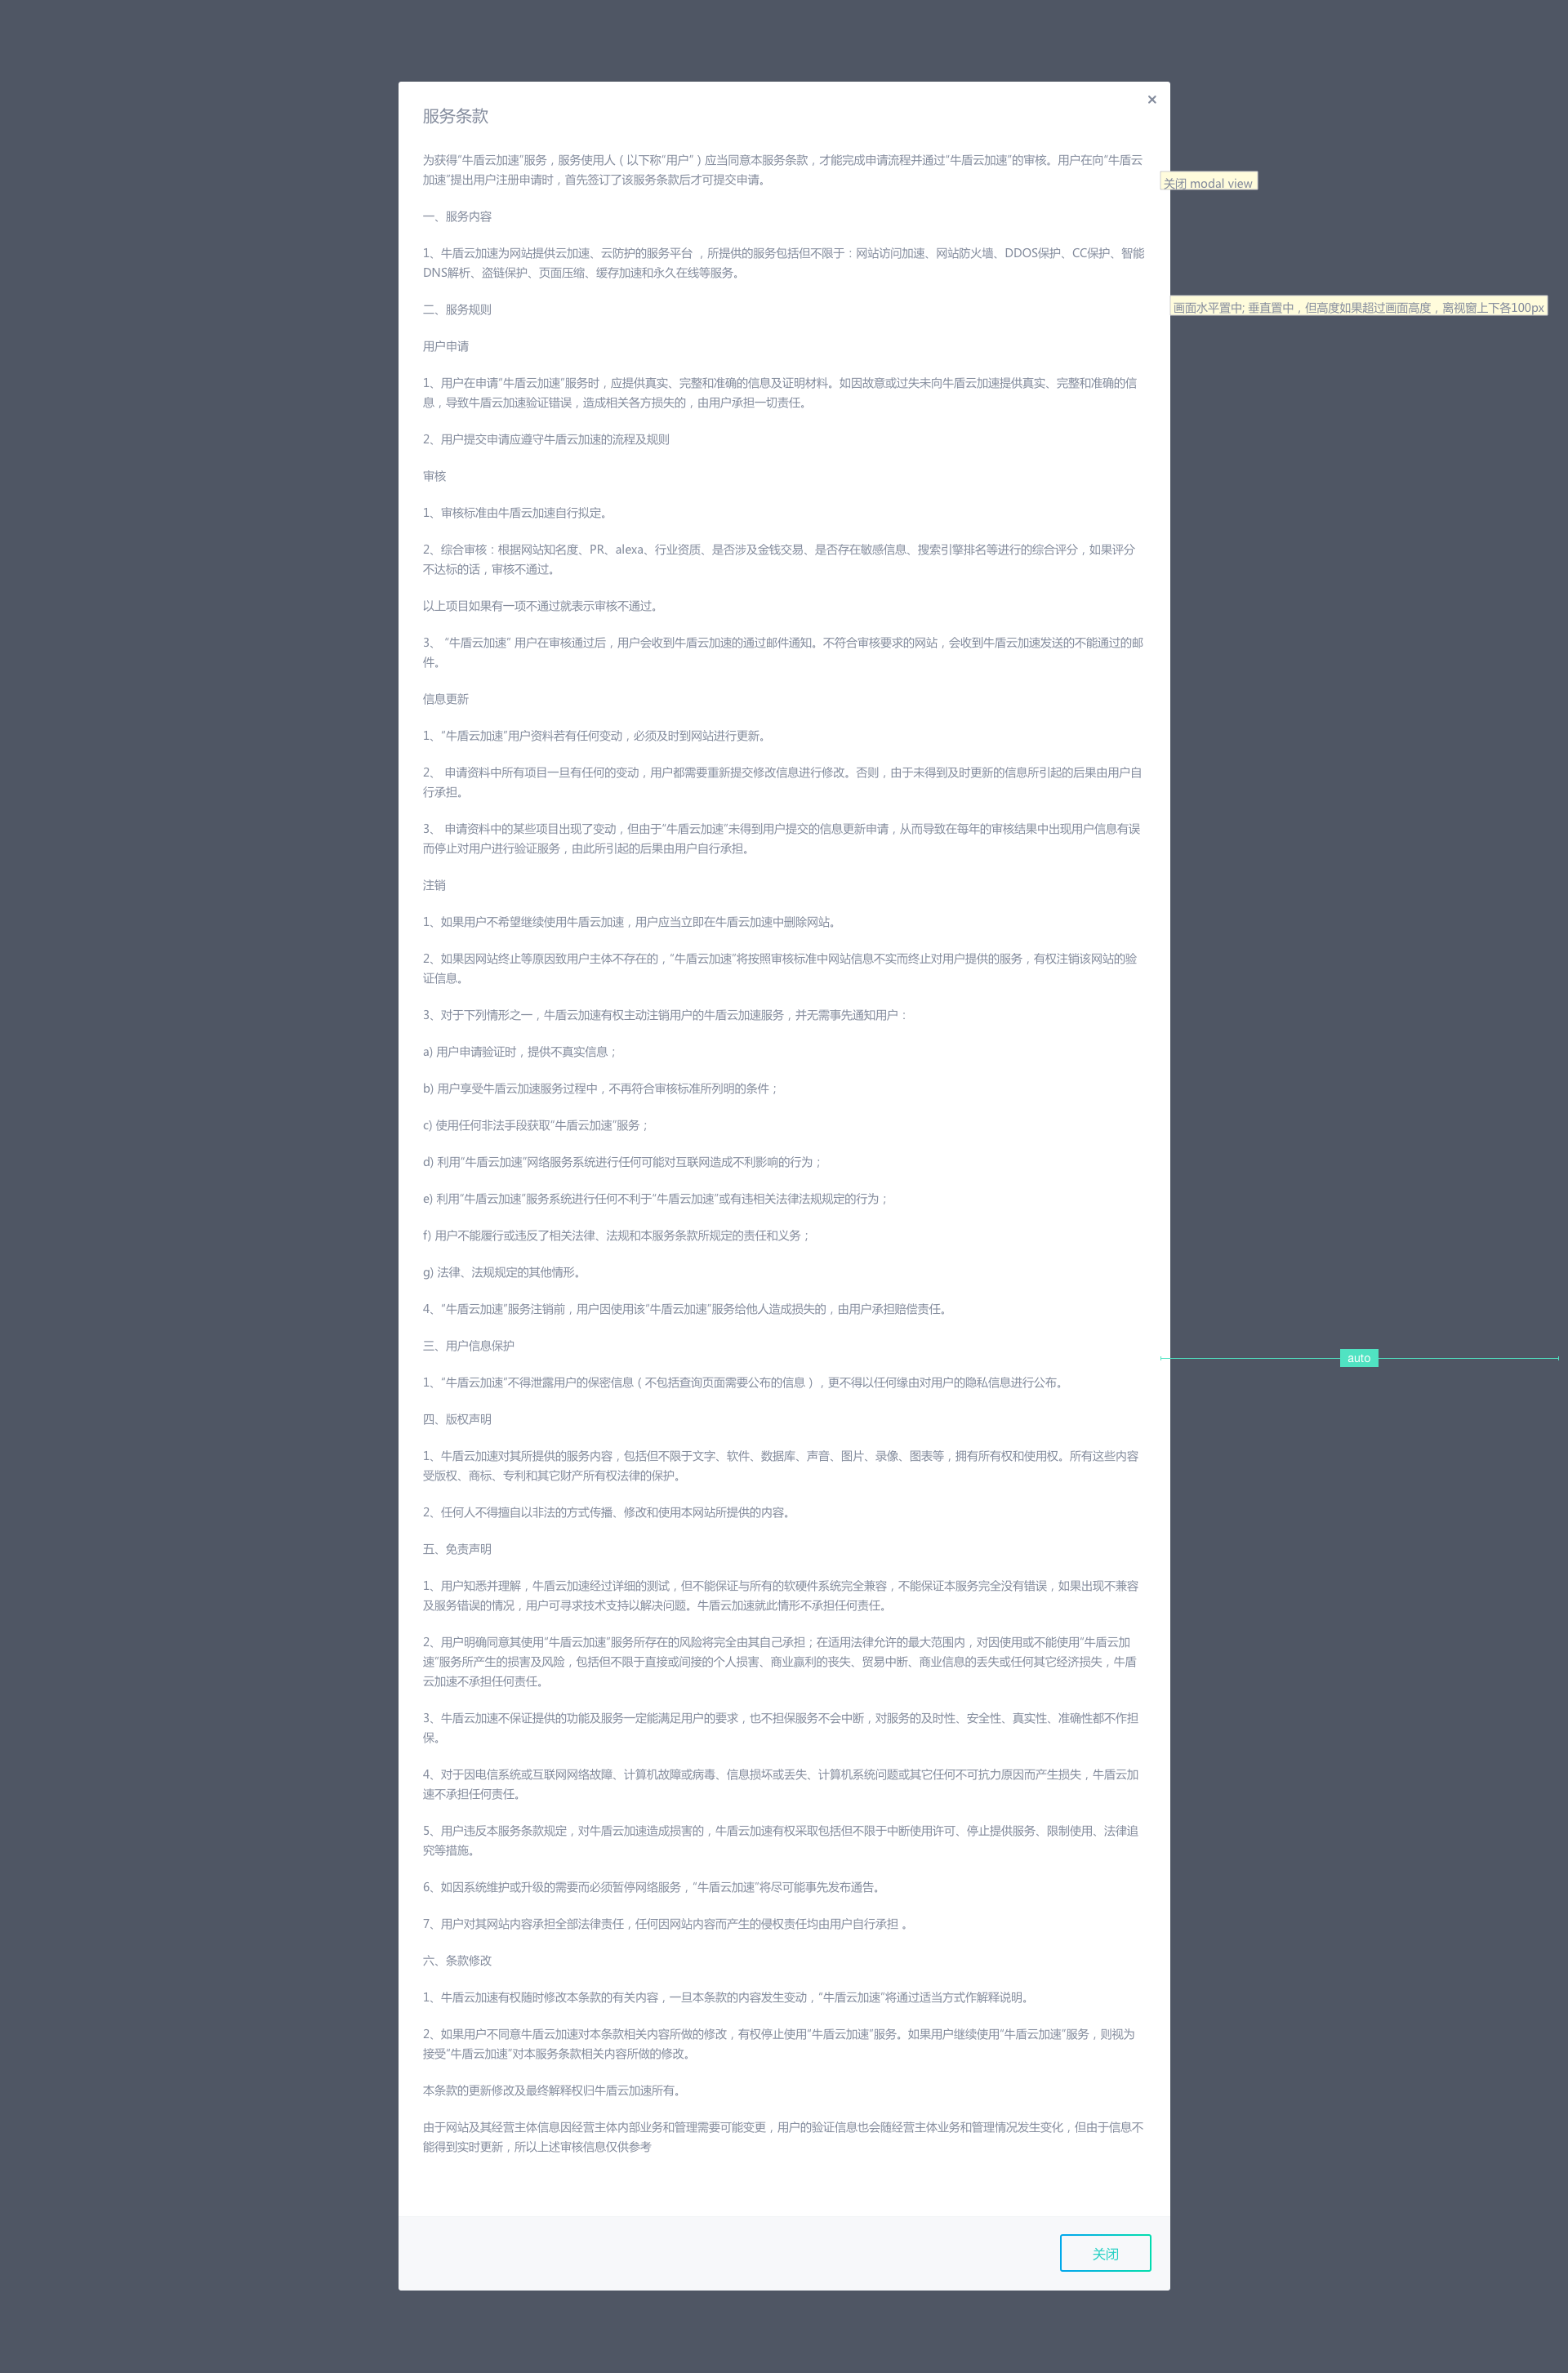 服务条款
为获得“牛盾云加速”服务，服务使用人（以下称“用户”）应当同意本服务条款，才能完成申请流程并通过“牛盾云加速”的审核。用户在向“牛盾云
加速”提出用户注册申请时，首先签订了该服务条款后才可提交申请。
关闭 modal view
一、服务内容
1、牛盾云加速为网站提供云加速、云防护的服务平台 ，所提供的服务包括但不限于：网站访问加速、网站防火墙、DDOS保护、CC保护、智能
DNS解析、盗链保护、页面压缩、缓存加速和永久在线等服务。
二、服务规则
画面水平置中; 垂直置中，但高度如果超过画面高度，离视窗上下各100px
用户申请
1、用户在申请“牛盾云加速”服务时，应提供真实、完整和准确的信息及证明材料。如因故意或过失未向牛盾云加速提供真实、完整和准确的信
息，导致牛盾云加速验证错误，造成相关各方损失的，由用户承担一切责任。
2、用户提交申请应遵守牛盾云加速的流程及规则
审核
1、审核标准由牛盾云加速自行拟定。
2、综合审核：根据网站知名度、PR、alexa、行业资质、是否涉及金钱交易、是否存在敏感信息、搜索引擎排名等进行的综合评分，如果评分
不达标的话，审核不通过。
以上项目如果有一项不通过就表示审核不通过。
3、 “牛盾云加速” 用户在审核通过后，用户会收到牛盾云加速的通过邮件通知。不符合审核要求的网站，会收到牛盾云加速发送的不能通过的邮
件。
信息更新
1、“牛盾云加速”用户资料若有任何变动，必须及时到网站进行更新。
2、 申请资料中所有项目一旦有任何的变动，用户都需要重新提交修改信息进行修改。否则，由于未得到及时更新的信息所引起的后果由用户自
行承担。
3、 申请资料中的某些项目出现了变动，但由于“牛盾云加速”未得到用户提交的信息更新申请，从而导致在每年的审核结果中出现用户信息有误
而停止对用户进行验证服务，由此所引起的后果由用户自行承担。
注销
1、如果用户不希望继续使用牛盾云加速，用户应当立即在牛盾云加速中删除网站。
2、如果因网站终止等原因致用户主体不存在的，“牛盾云加速”将按照审核标准中网站信息不实而终止对用户提供的服务，有权注销该网站的验
证信息。
3、对于下列情形之一，牛盾云加速有权主动注销用户的牛盾云加速服务，并无需事先通知用户：
a) 用户申请验证时，提供不真实信息；
b) 用户享受牛盾云加速服务过程中，不再符合审核标准所列明的条件；
c) 使用任何非法手段获取“牛盾云加速”服务；
d) 利用“牛盾云加速”网络服务系统进行任何可能对互联网造成不利影响的行为；
e) 利用“牛盾云加速”服务系统进行任何不利于“牛盾云加速”或有违相关法律法规规定的行为；
f) 用户不能履行或违反了相关法律、法规和本服务条款所规定的责任和义务；
g) 法律、法规规定的其他情形。
4、“牛盾云加速”服务注销前，用户因使用该“牛盾云加速”服务给他人造成损失的，由用户承担赔偿责任。
三、用户信息保护
auto
1、“牛盾云加速”不得泄露用户的保密信息（不包括查询页面需要公布的信息），更不得以任何缘由对用户的隐私信息进行公布。
四、版权声明
1、牛盾云加速对其所提供的服务内容，包括但不限于文字、软件、数据库、声音、图片、录像、图表等，拥有所有权和使用权。所有这些内容
受版权、商标、专利和其它财产所有权法律的保护。
2、任何人不得擅自以非法的方式传播、修改和使用本网站所提供的内容。
五、免责声明
1、用户知悉并理解，牛盾云加速经过详细的测试，但不能保证与所有的软硬件系统完全兼容，不能保证本服务完全没有错误，如果出现不兼容
及服务错误的情况，用户可寻求技术支持以解决问题。牛盾云加速就此情形不承担任何责任。
2、用户明确同意其使用“牛盾云加速”服务所存在的风险将完全由其自己承担；在适用法律允许的最大范围内，对因使用或不能使用“牛盾云加
速”服务所产生的损害及风险，包括但不限于直接或间接的个人损害、商业赢利的丧失、贸易中断、商业信息的丢失或任何其它经济损失，牛盾
云加速不承担任何责任。
3、牛盾云加速不保证提供的功能及服务一定能满足用户的要求，也不担保服务不会中断，对服务的及时性、安全性、真实性、准确性都不作担
保。
4、对于因电信系统或互联网网络故障、计算机故障或病毒、信息损坏或丢失、计算机系统问题或其它任何不可抗力原因而产生损失，牛盾云加
速不承担任何责任。
5、用户违反本服务条款规定，对牛盾云加速造成损害的，牛盾云加速有权采取包括但不限于中断使用许可、停止提供服务、限制使用、法律追
究等措施。
6、如因系统维护或升级的需要而必须暂停网络服务，“牛盾云加速”将尽可能事先发布通告。
7、用户对其网站内容承担全部法律责任，任何因网站内容而产生的侵权责任均由用户自行承担 。
六、条款修改
1、牛盾云加速有权随时修改本条款的有关内容，一旦本条款的内容发生变动，“牛盾云加速”将通过适当方式作解释说明。
2、如果用户不同意牛盾云加速对本条款相关内容所做的修改，有权停止使用“牛盾云加速”服务。如果用户继续使用“牛盾云加速”服务，则视为
接受“牛盾云加速”对本服务条款相关内容所做的修改。
本条款的更新修改及最终解释权归牛盾云加速所有。
由于网站及其经营主体信息因经营主体内部业务和管理需要可能变更，用户的验证信息也会随经营主体业务和管理情况发生变化，但由于信息不
能得到实时更新，所以上述审核信息仅供参考
关闭